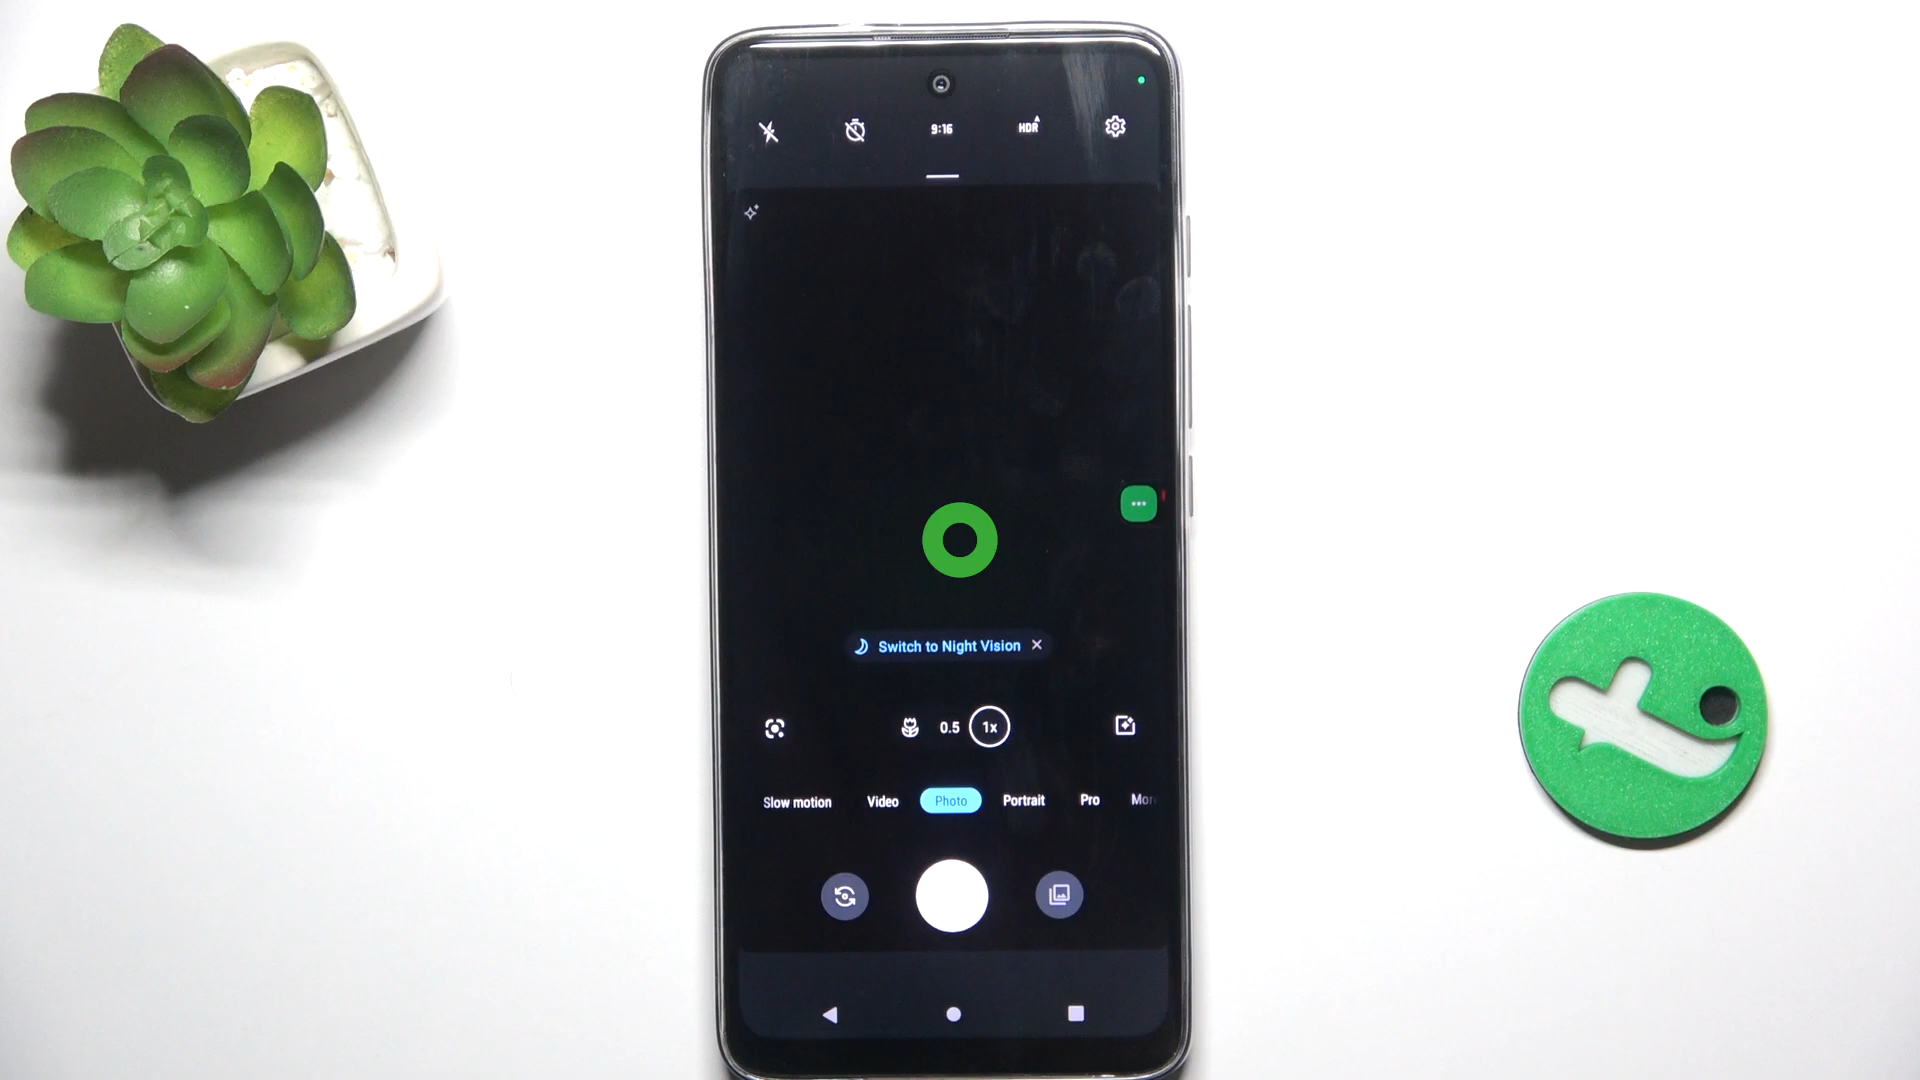 9:16
HDR A
Switch to Night Vision ×
0.5 1x
Slow motion Video Photo Portrait Pro